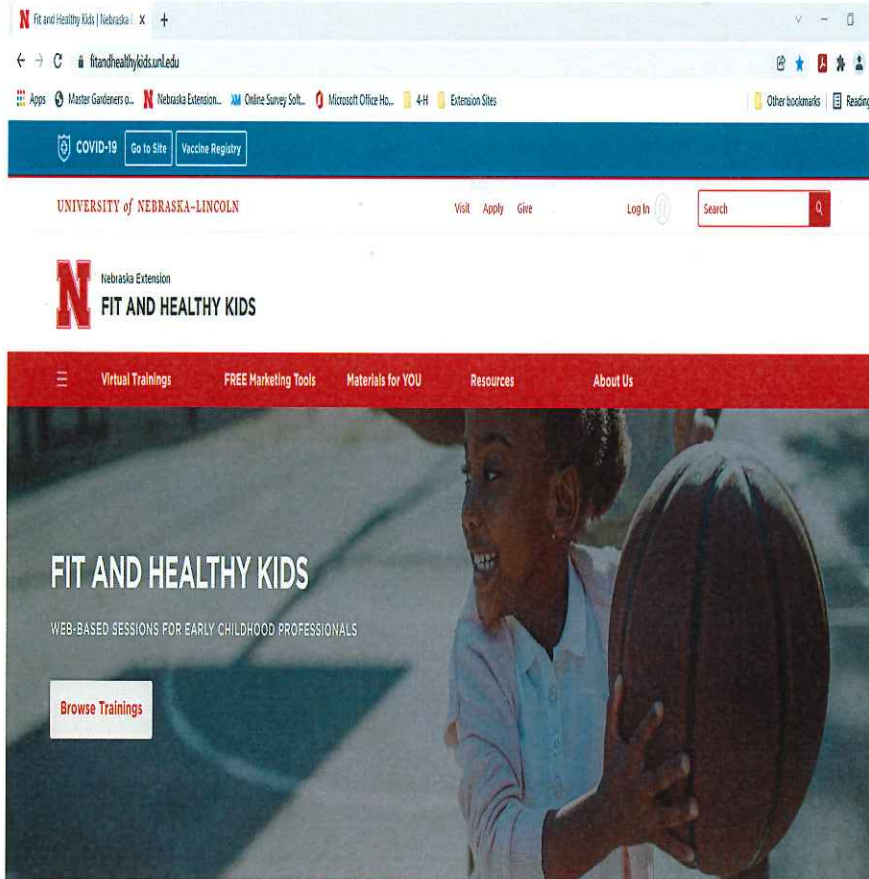 N Fit and Healthy Kids | Nebraska
fitandhealthykids.unl.edu
Apps Master Gardeners o... Nebraska Extension... Online Survey Soft... Microsoft Office Ho... 4-H Extension Sites Other bookmarks Reading
COVID-19 Go to Site Vaccine Registry
UNIVERSITY of NEBRASKA–LINCOLN Visit Apply Give Log In Search
N
Nebraska Extension
FIT AND HEALTHY KIDS
Virtual Trainings FREE Marketing Tools Materials for YOU Resources About Us
FIT AND HEALTHY KIDS
WEB-BASED SESSIONS FOR EARLY CHILDHOOD PROFESSIONALS
Browse Trainings